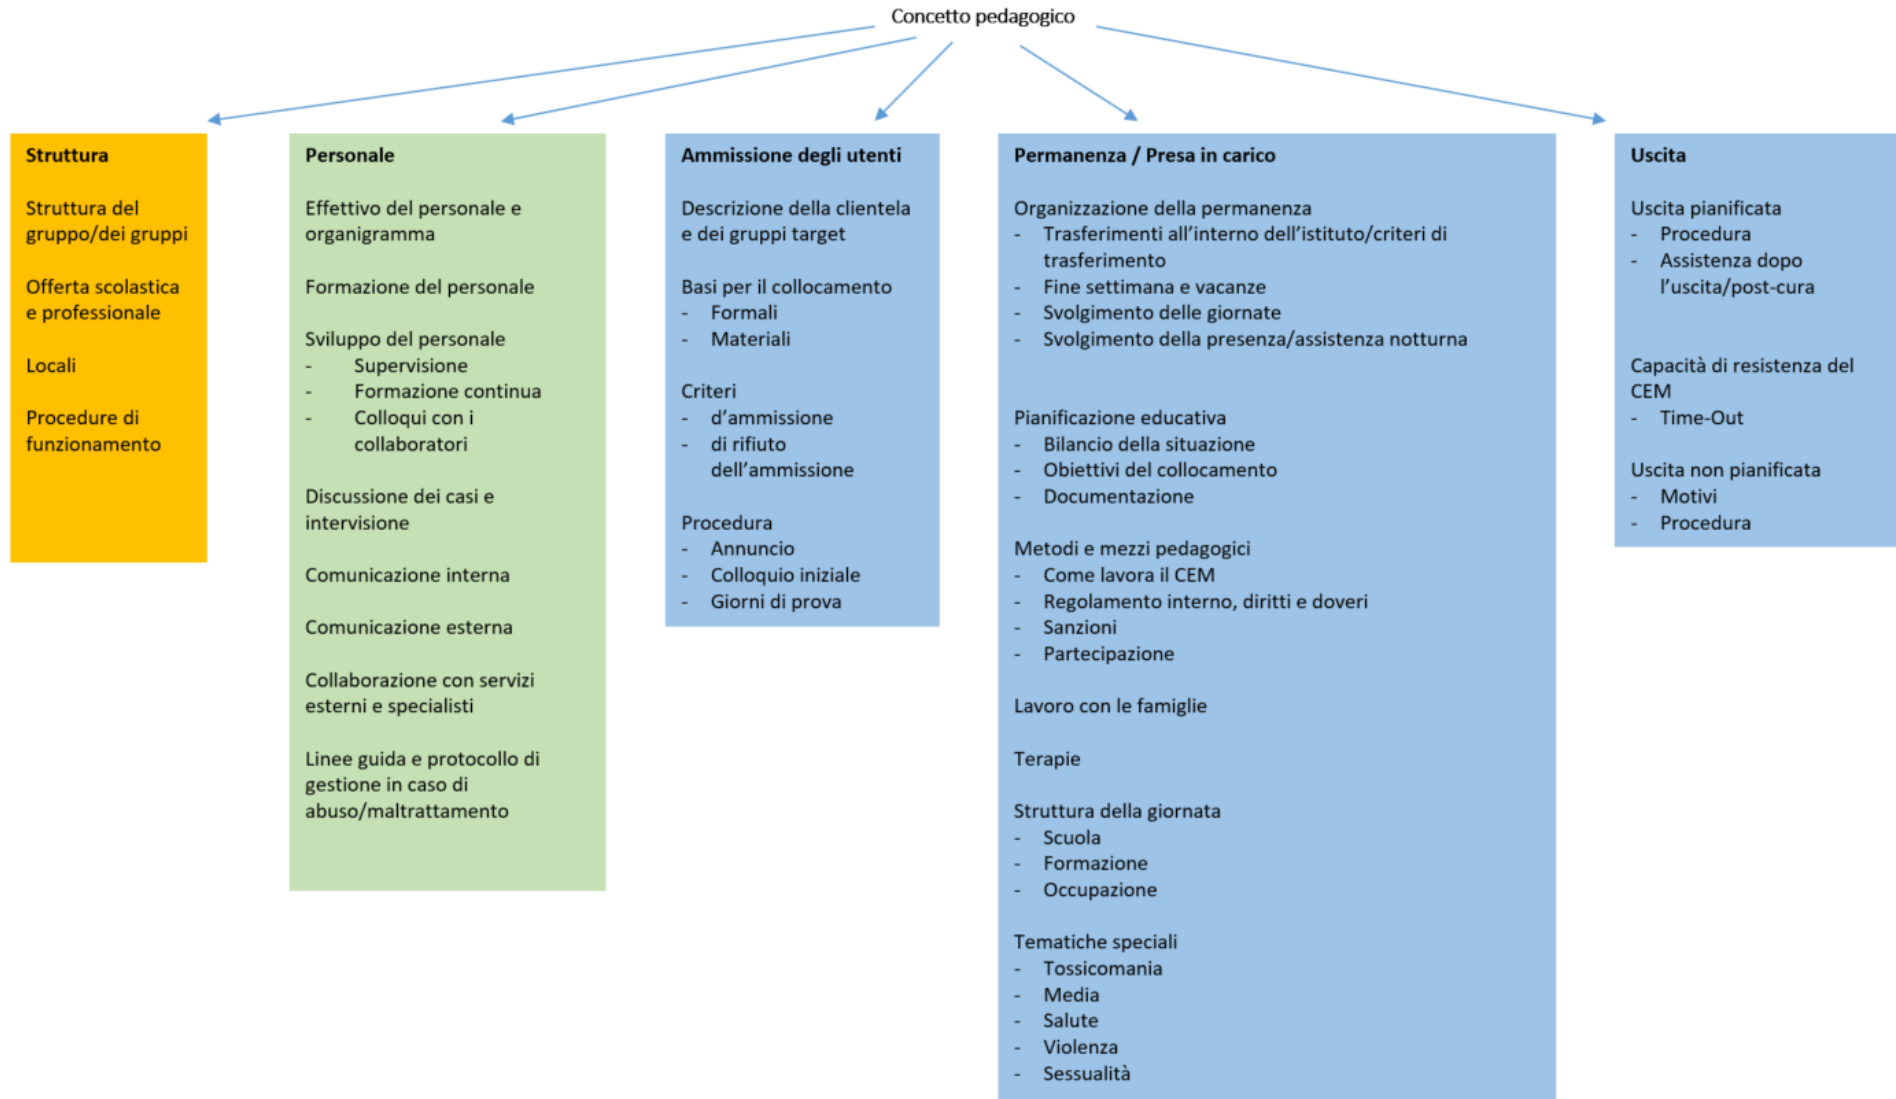 Concetto pedagogico
Struttura
Struttura del
gruppo/dei gruppi
Offerta scolastica
e professionale
Locali
Procedure di
funzionamento
Personale
Effettivo del personale e
organigramma
Formazione del personale
Sviluppo del personale
- Supervisione
- Formazione continua
- Colloqui con i
collaboratori
Discussione dei casi e
intervisione
Comunicazione interna
Comunicazione esterna
Collaborazione con servizi
esterni e specialisti
Linee guida e protocollo di
gestione in caso di
abuso/maltrattamento
Ammissione degli utenti
Descrizione della clientela
e dei gruppi target
Basi per il collocamento
- Formali
- Materiali
Criteri
- d'ammissione
- di rifiuto
dell'ammissione
Procedura
- Annuncio
- Colloquio iniziale
- Giorni di prova
Permanenza / Presa in carico
Organizzazione della permanenza
- Trasferimenti all'interno dell'istituto/criteri di
trasferimento
- Fine settimana e vacanze
- Svolgimento delle giornate
- Svolgimento della presenza/assistenza notturna
Pianificazione educativa
- Bilancio della situazione
- Obiettivi del collocamento
- Documentazione
Metodi e mezzi pedagogici
- Come lavora il CEM
- Regolamento interno, diritti e doveri
- Sanzioni
- Partecipazione
Lavoro con le famiglie
Terapie
Struttura della giornata
- Scuola
- Formazione
- Occupazione
Tematiche speciali
- Tossicomania
- Media
- Salute
- Violenza
- Sessualità
Uscita
Uscita pianificata
- Procedura
- Assistenza dopo
l'uscita/post-cura
Capacità di resistenza del
CEM
- Time-Out
Uscita non pianificata
- Motivi
- Procedura